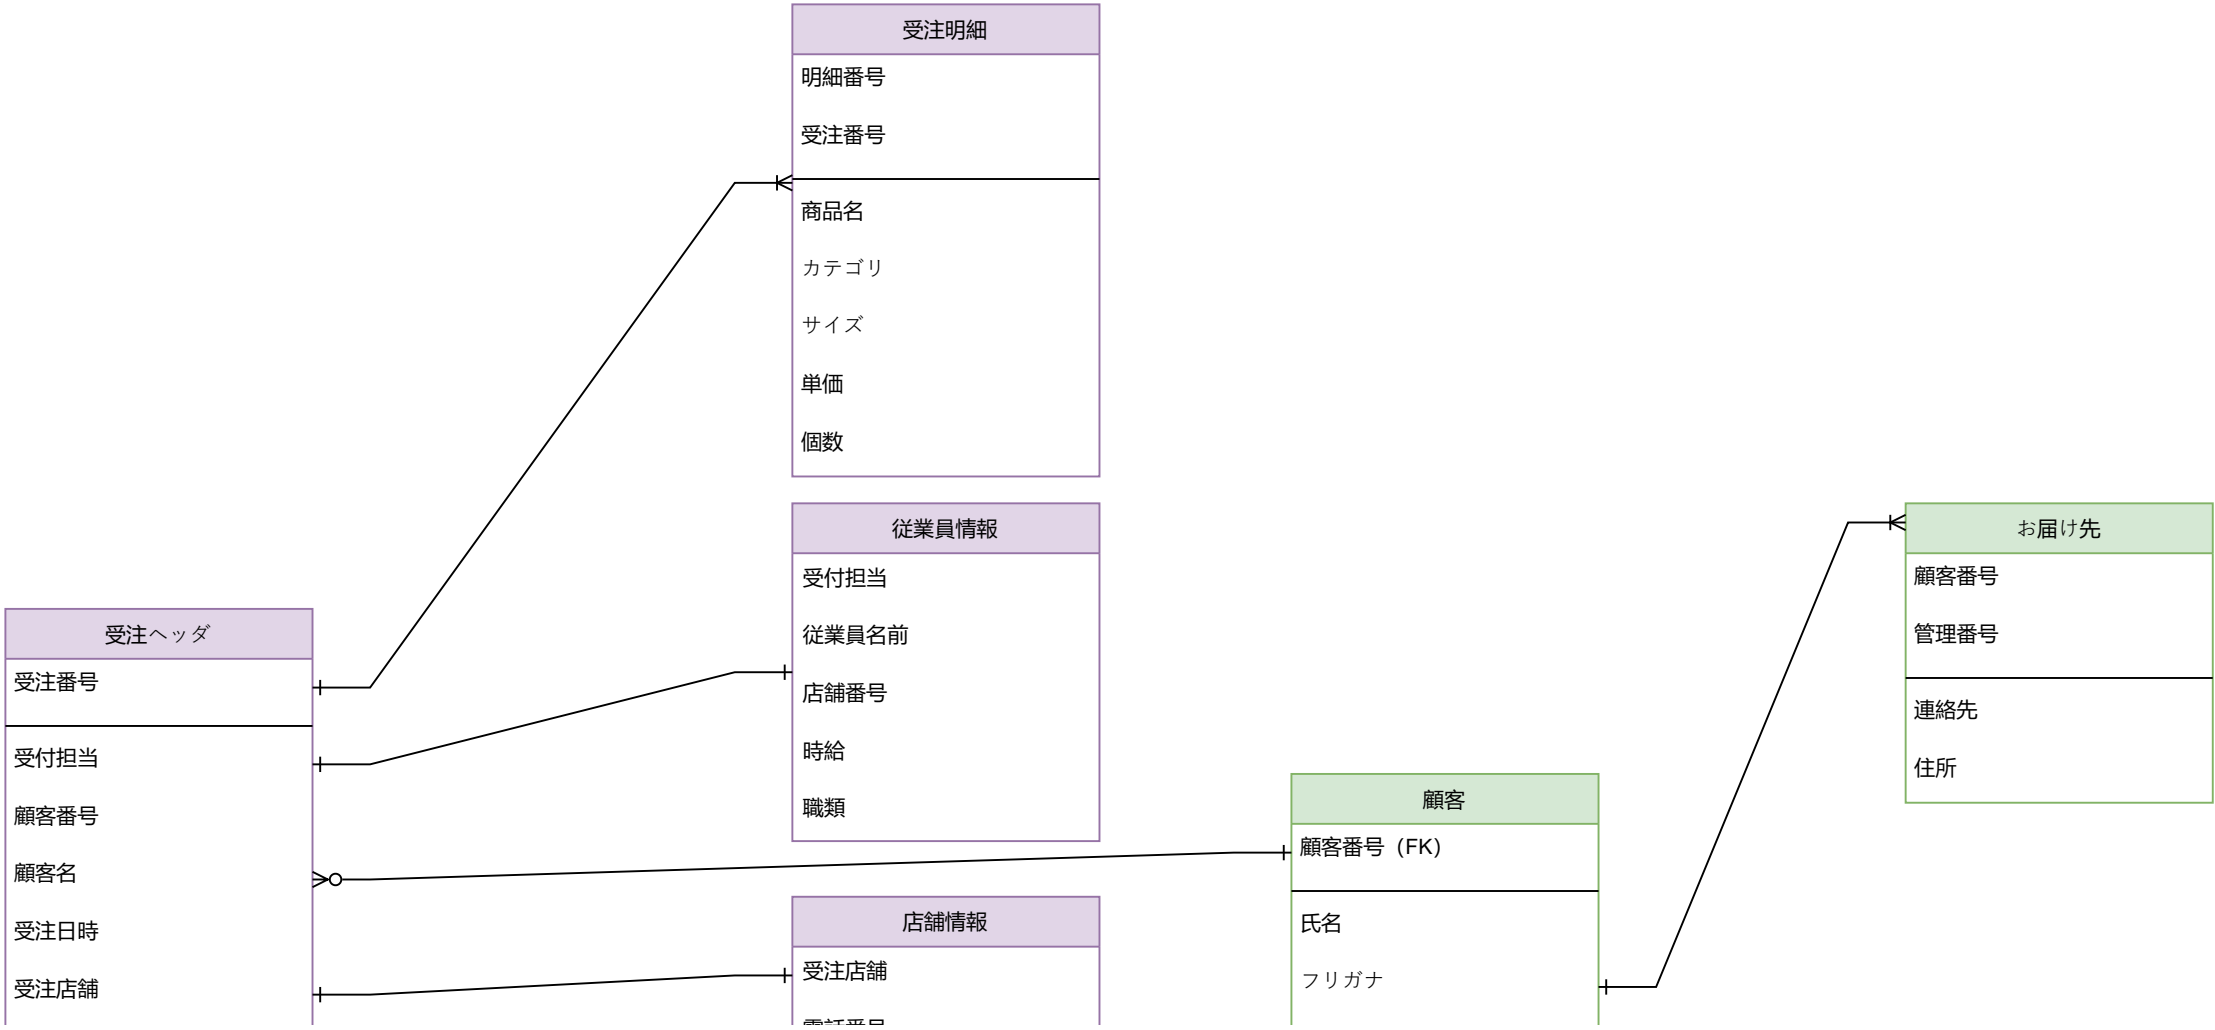 受注明細
明細番号
受注番号
商品名
カテゴリ
サイズ
単価
個数
従業員情報
受付担当
従業員名前
店舗番号
時給
職類
お届け先
顧客番号
管理番号
連絡先
住所
受注ヘッダ
受注番号
受付担当
顧客番号
顧客名
受注日時
受注店舗
顧客
顧客番号（FK）
氏名
フリガナ
店舗情報
受注店舗
電話番号